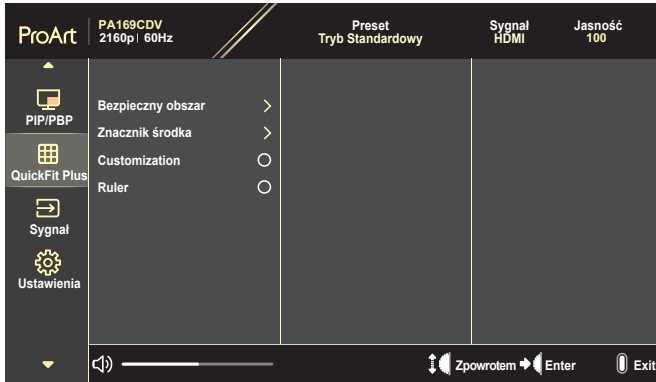 ProArt
PA169CDV
2160p | 60Hz
Preset
Tryb Standardowy
Sygnał
HDMI
Jasność
100
PIP/PBP
QuickFit Plus
Sygnał
Ustawienia
Bezpieczny obszar
Znacznik środka
Customization
Ruler
Zpowrotem
Enter
Exit